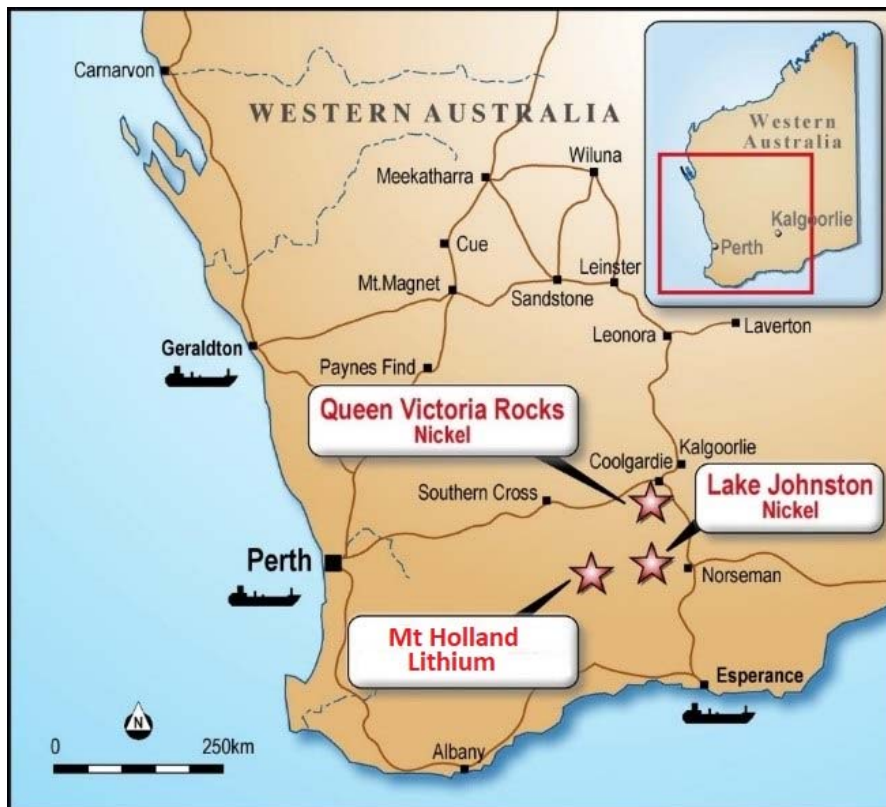 Carnarvon
WESTERN AUSTRALIA
Western
Australia
Kalgoorlie
Perth
Wiluna
Meekatharra
Cue
Leinster
Mt.Magnet
Sandstone
Laverton
Leonora
Geraldton
Paynes Find
Queen Victoria Rocks
Nickel
Kalgoorlie
Coolgardie
Lake Johnston
Nickel
Southern Cross
Perth
Norseman
Mt Holland
Lithium
Esperance
N
0 250km
Albany